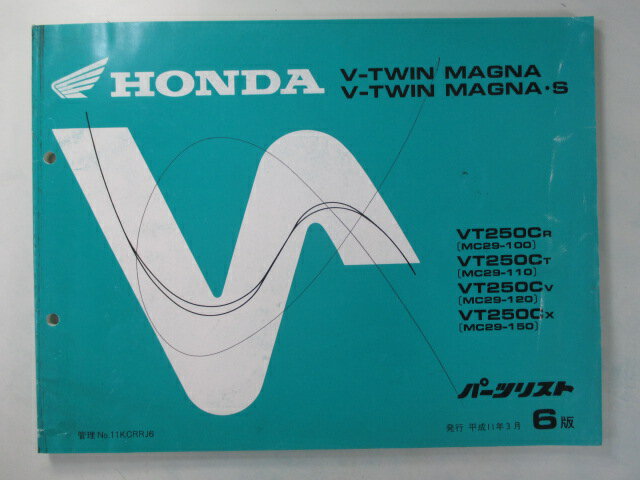 HONDA
V-TWIN MAGNA
V-TWIN MAGNA・S
VT250CR
(MC29-100)
VT250CT
(MC29-110)
VT250CV
(MC29-120)
VT250CX
(MC29-150)
パーツリスト
管理 No.11KCRRJ6
発行 平成11年3月 6版